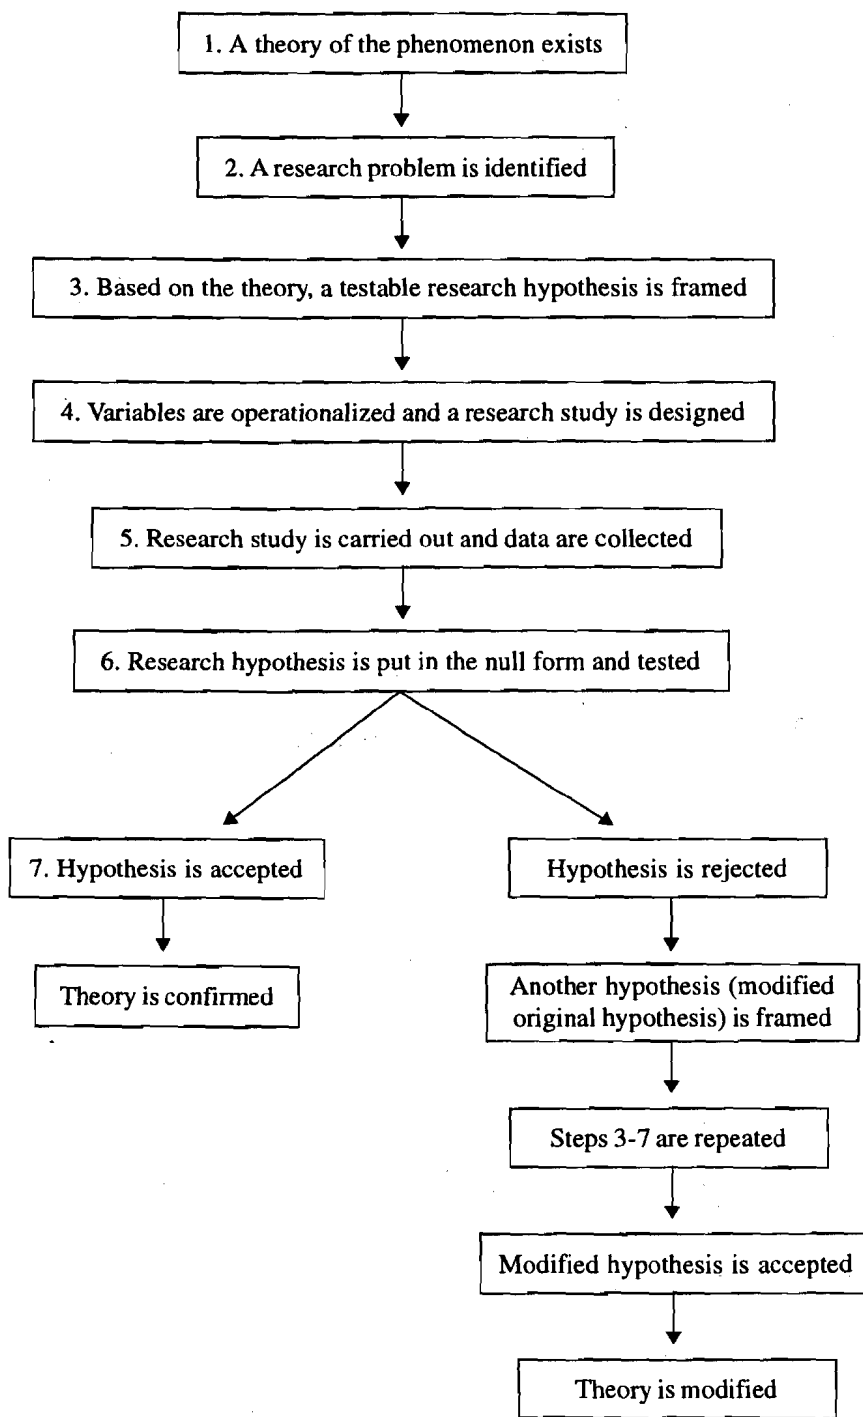 1. A theory of the phenomenon exists
2. A research problem is identified
3. Based on the theory, a testable research hypothesis is framed
4. Variables are operationalized and a research study is designed
5. Research study is carried out and data are collected
6. Research hypothesis is put in the null form and tested
7. Hypothesis is accepted
Theory is confirmed
Hypothesis is rejected
Another hypothesis (modified
original hypothesis) is framed
Steps 3-7 are repeated
Modified hypothesis is accepted
Theory is modified